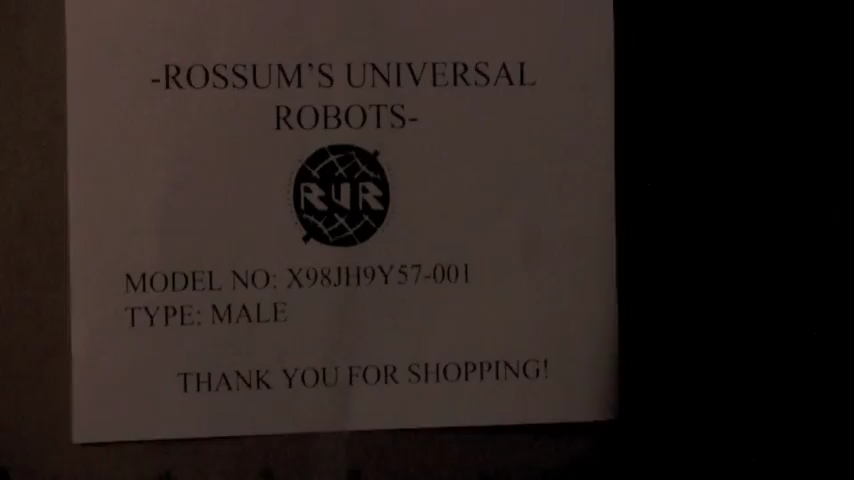 -ROSSUM'S UNIVERSAL
ROBOTS-
RUR
MODEL NO: X98JH9Y57-001
TYPE: MALE
THANK YOU FOR SHOPPING!